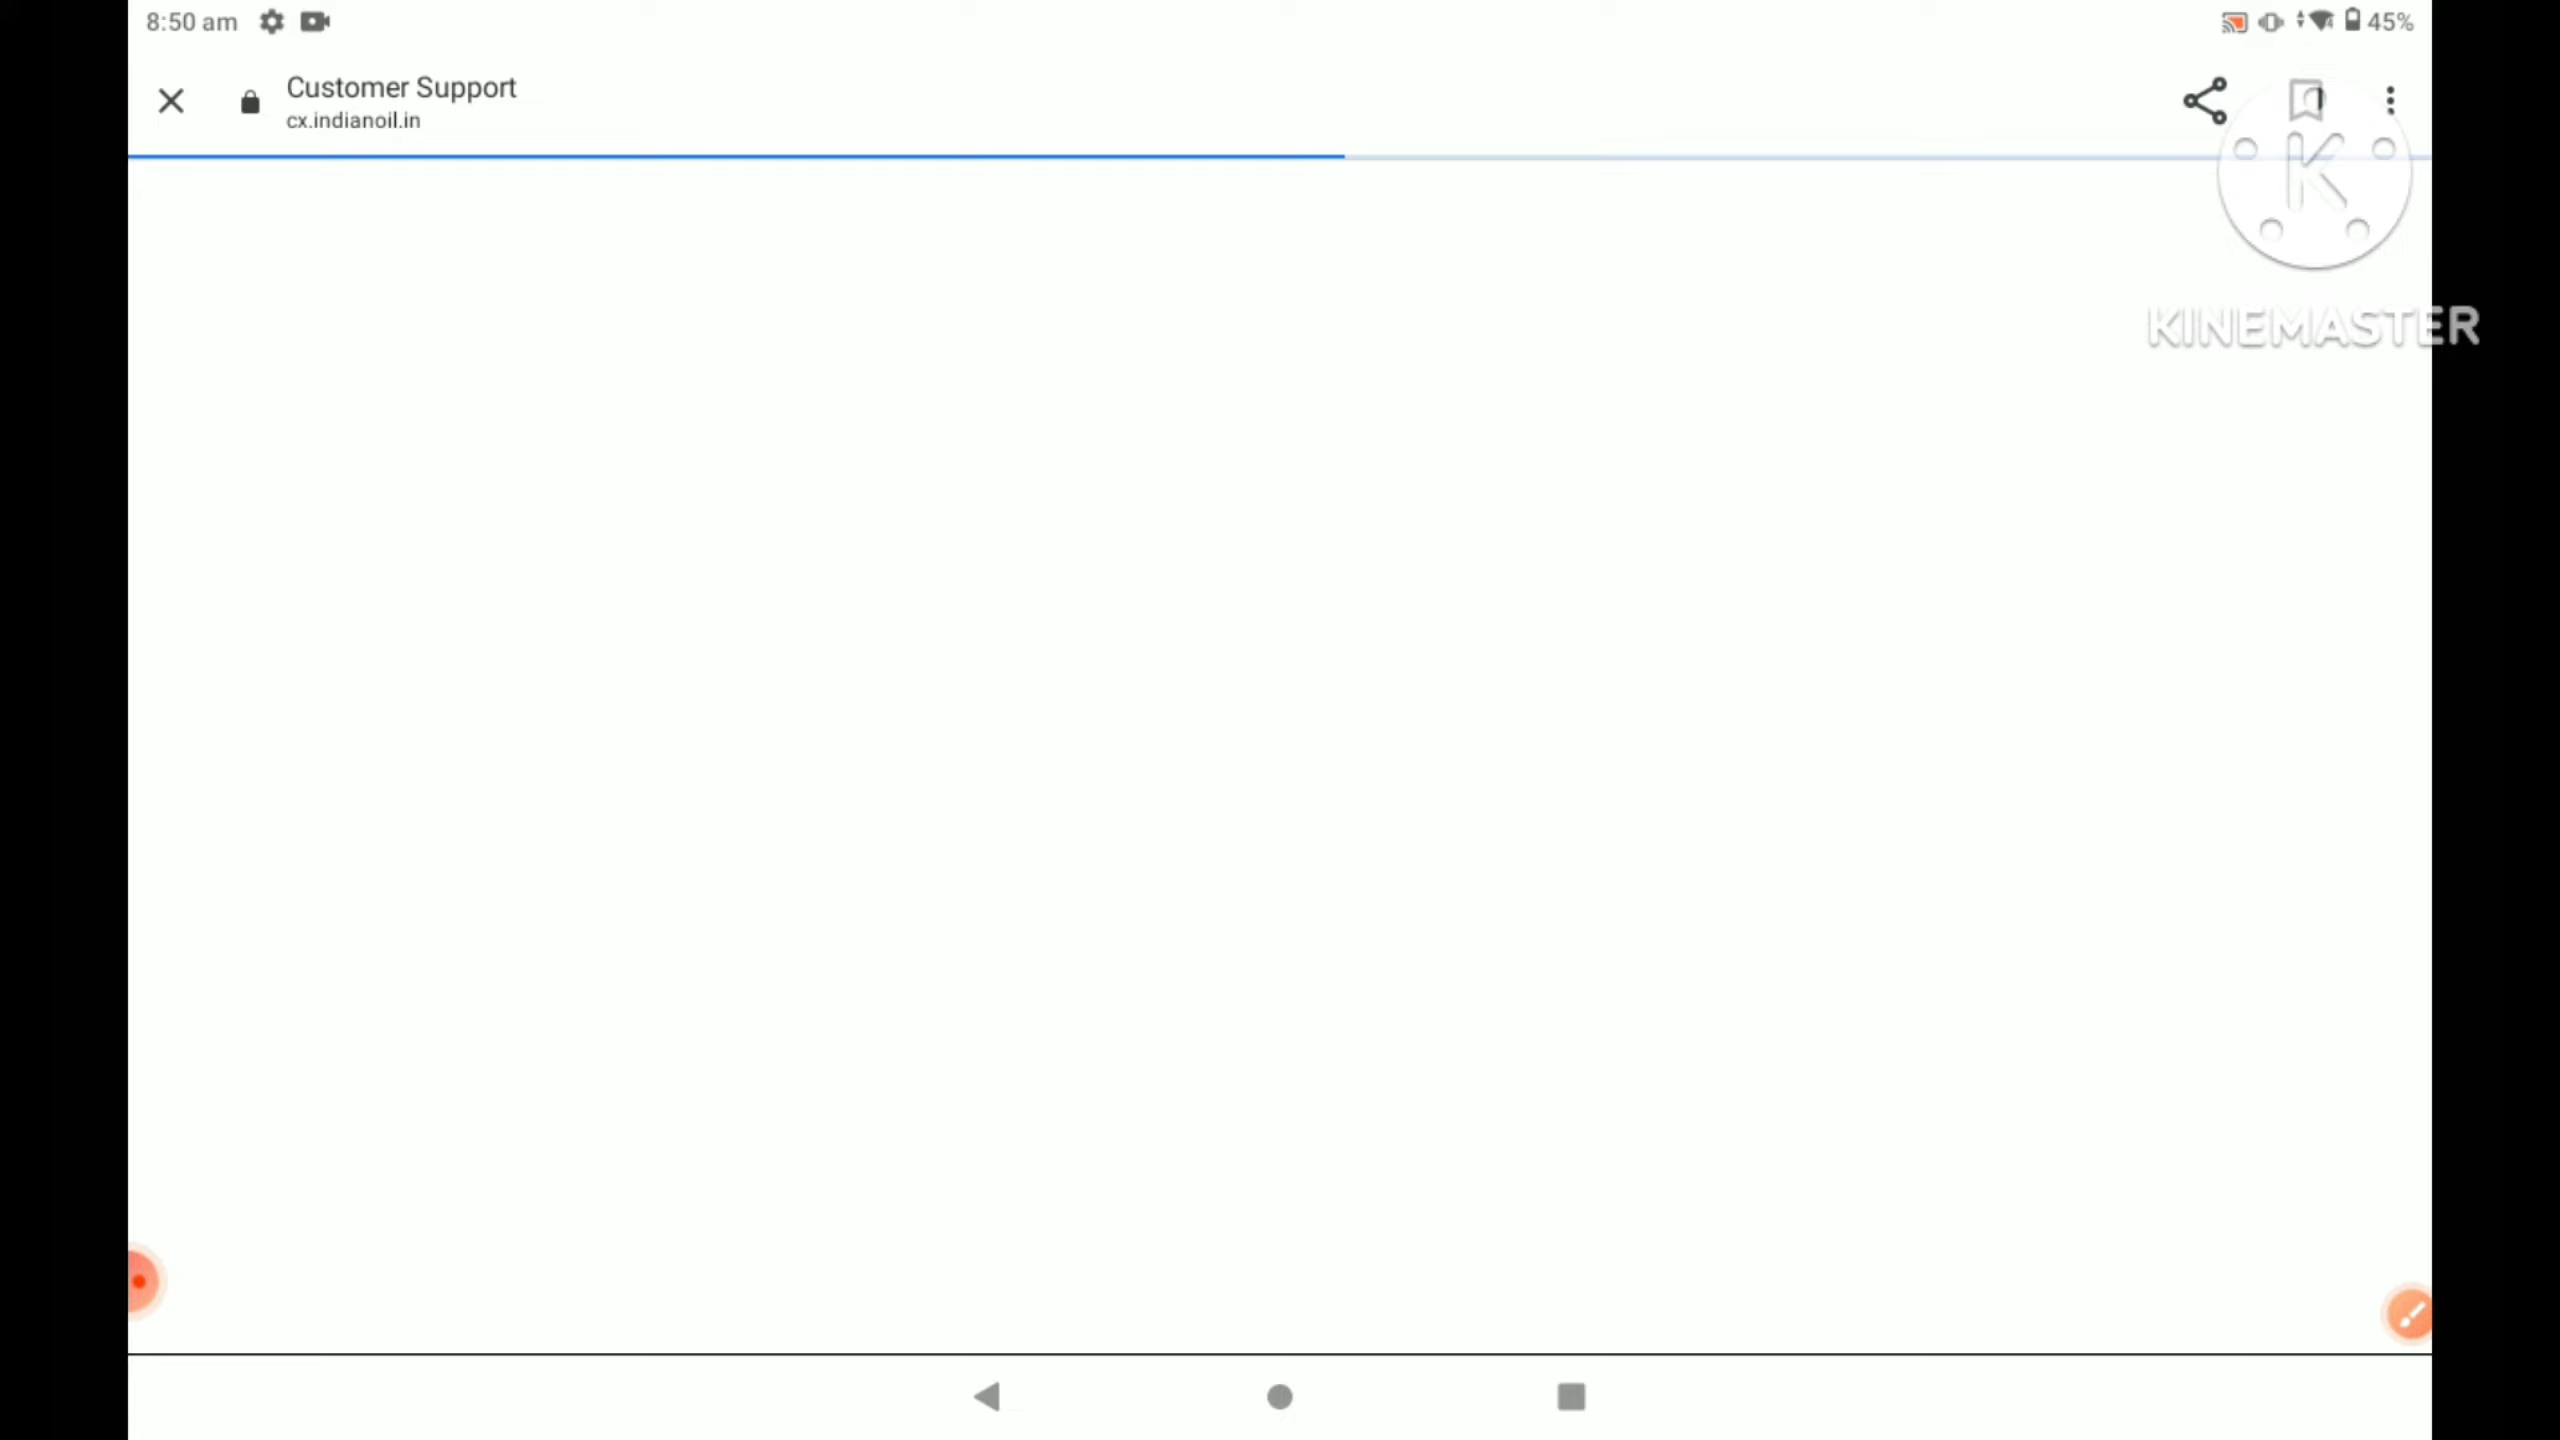 8:50 am
45%
Customer Support
cx.indianoil.in
K
KINEMASTER